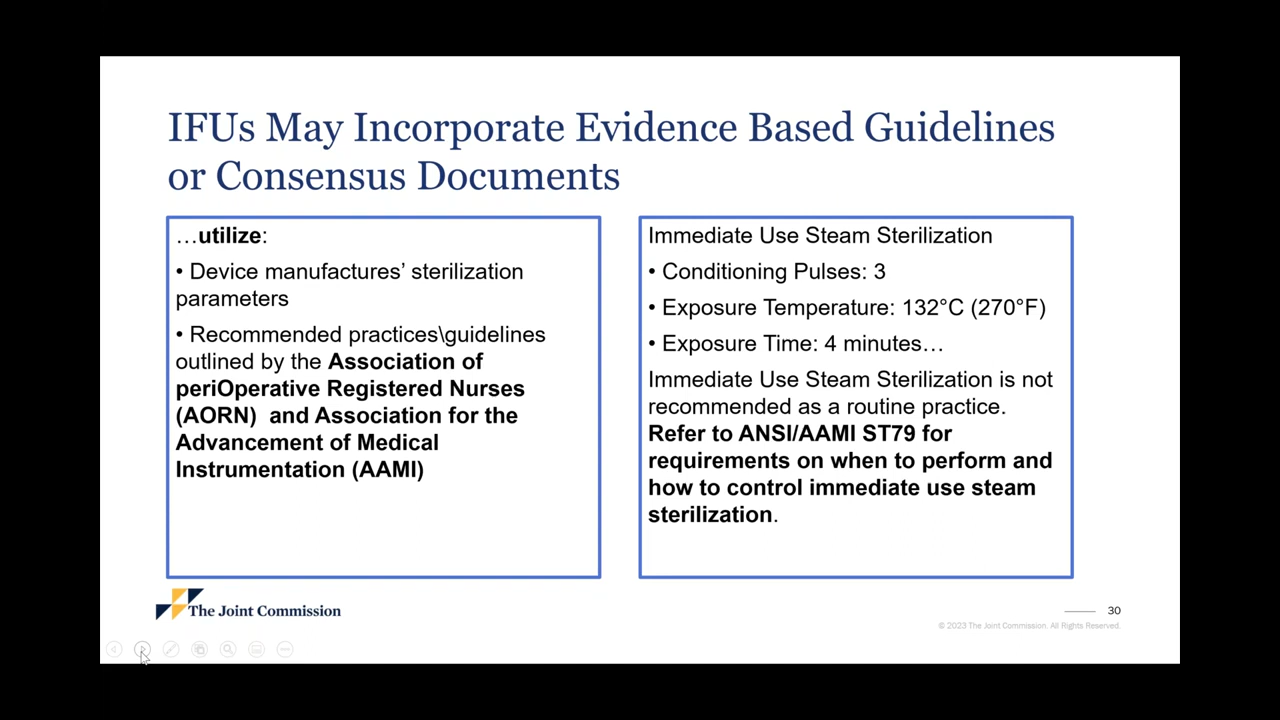 IFUs May Incorporate Evidence Based Guidelines
or Consensus Documents
…utilize:
• Device manufactures’ sterilization
parameters
• Recommended practices\guidelines
outlined by the Association of
periOperative Registered Nurses
(AORN)  and Association for the
Advancement of Medical
Instrumentation (AAMI)
Immediate Use Steam Sterilization
• Conditioning Pulses: 3
• Exposure Temperature: 132°C (270°F)
• Exposure Time: 4 minutes…
Immediate Use Steam Sterilization is not
recommended as a routine practice.
Refer to ANSI/AAMI ST79 for
requirements on when to perform and
how to control immediate use steam
sterilization.
The Joint Commission
30
© 2023 The Joint Commission. All Rights Reserved.